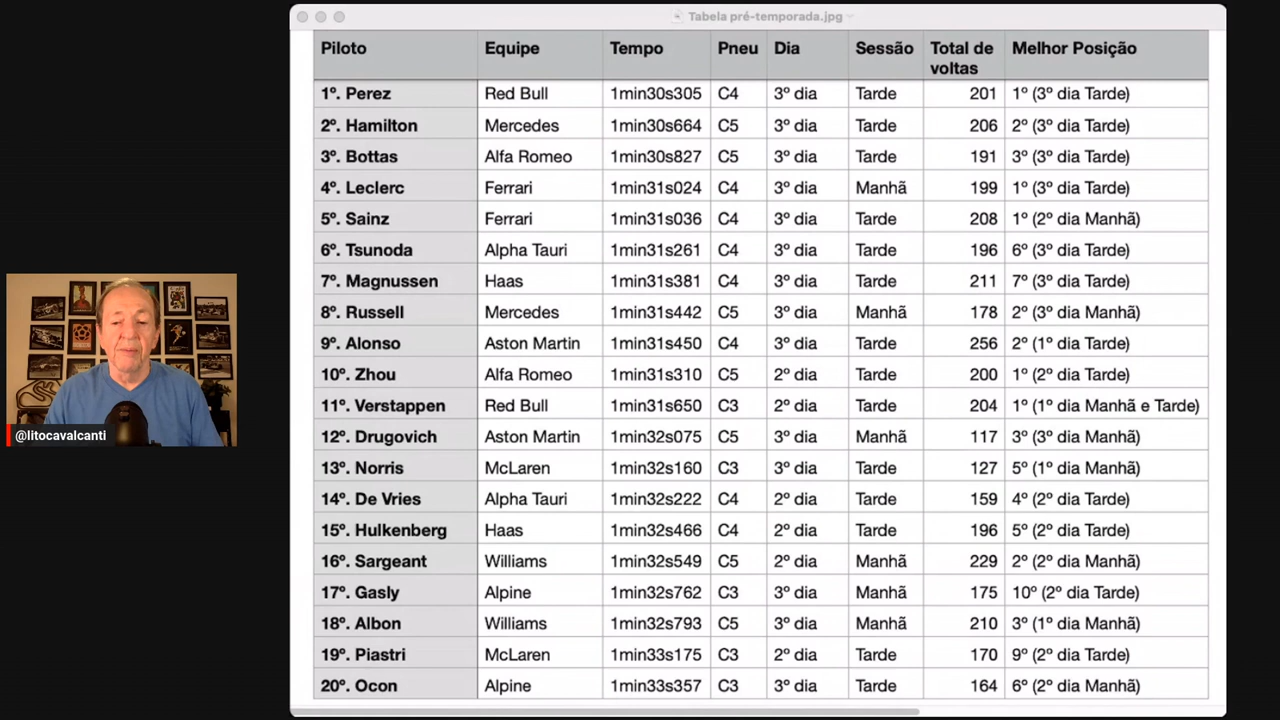 Tabela pré-temporada.jpg
Piloto Equipe Tempo Pneu Dia Sessão Total de voltas Melhor Posição
1º. Perez Red Bull 1min30s305 C4 3º dia Tarde 201 1º (3º dia Tarde)
2º. Hamilton Mercedes 1min30s664 C5 3º dia Tarde 206 2º (3º dia Tarde)
3º. Bottas Alfa Romeo 1min30s827 C5 3º dia Tarde 191 3º (3º dia Tarde)
4º. Leclerc Ferrari 1min31s024 C4 3º dia Manhã 199 1º (3º dia Tarde)
5º. Sainz Ferrari 1min31s036 C4 3º dia Tarde 208 1º (2º dia Manhã)
6º. Tsunoda Alpha Tauri 1min31s261 C4 3º dia Tarde 196 6º (3º dia Tarde)
7º. Magnussen Haas 1min31s381 C4 3º dia Tarde 211 7º (3º dia Tarde)
8º. Russell Mercedes 1min31s442 C5 3º dia Manhã 178 2º (3º dia Manhã)
9º. Alonso Aston Martin 1min31s450 C4 3º dia Tarde 256 2º (1º dia Tarde)
10º. Zhou Alfa Romeo 1min31s310 C5 2º dia Tarde 200 1º (2º dia Tarde)
11º. Verstappen Red Bull 1min31s650 C3 2º dia Tarde 204 1º (1º dia Manhã e Tarde)
12º. Drugovich Aston Martin 1min32s075 C5 3º dia Manhã 117 3º (3º dia Manhã)
13º. Norris McLaren 1min32s160 C3 3º dia Tarde 127 5º (1º dia Manhã)
14º. De Vries Alpha Tauri 1min32s222 C4 2º dia Tarde 159 4º (2º dia Tarde)
15º. Hulkenberg Haas 1min32s466 C4 2º dia Tarde 196 5º (2º dia Tarde)
16º. Sargeant Williams 1min32s549 C5 2º dia Manhã 229 2º (2º dia Manhã)
17º. Gasly Alpine 1min32s762 C3 3º dia Manhã 175 10º (2º dia Tarde)
18º. Albon Williams 1min32s793 C5 3º dia Manhã 210 3º (1º dia Manhã)
19º. Piastri McLaren 1min33s175 C3 2º dia Tarde 170 9º (2º dia Tarde)
20º. Ocon Alpine 1min33s357 C3 3º dia Tarde 164 6º (2º dia Manhã)
@litocavalcanti